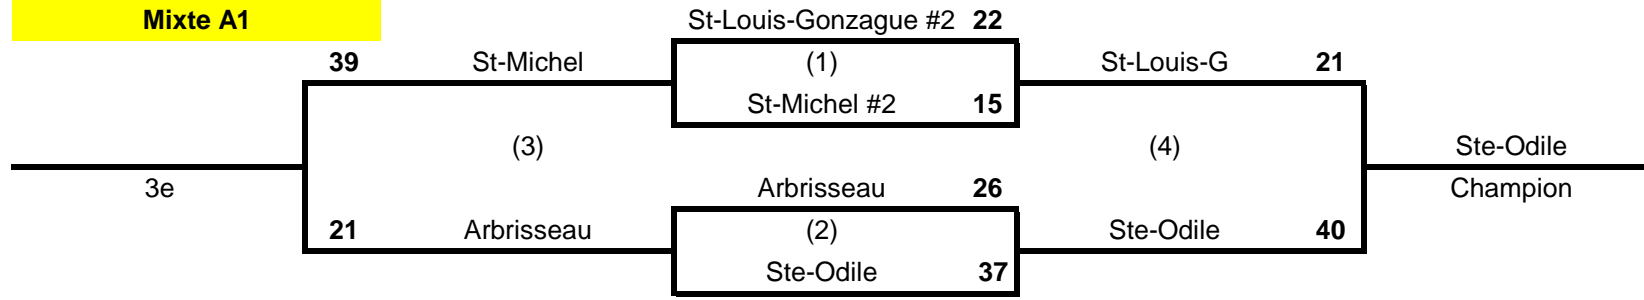 Mixte A1
St-Louis-Gonzague #2 22
39 St-Michel (1) St-Louis-G 21
St-Michel #2 15
(3) (4) Ste-Odile
3e Arbrisseau 26 Champion
21 Arbrisseau (2) Ste-Odile 40
Ste-Odile 37